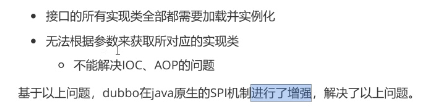 接口的所有实现类全部都需要加载并实例化
无法根据参数来获取所对应的实现类
不能解决IOC、AOP的问题
基于以上问题，dubbo在java原生的SPI机制进行了增强，解决了以上问题。